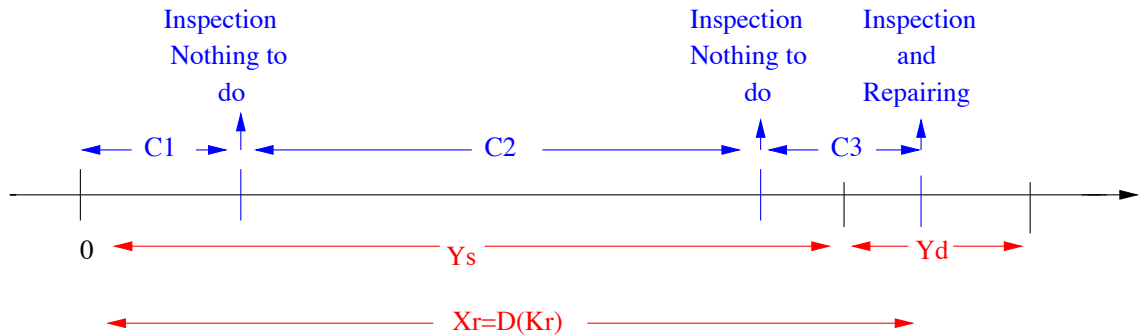 Inspection
Nothing to
do
Inspection
Nothing to
do
Inspection
and
Repairing
C1
C2
C3
0
Ys
Yd
Xr=D(Kr)